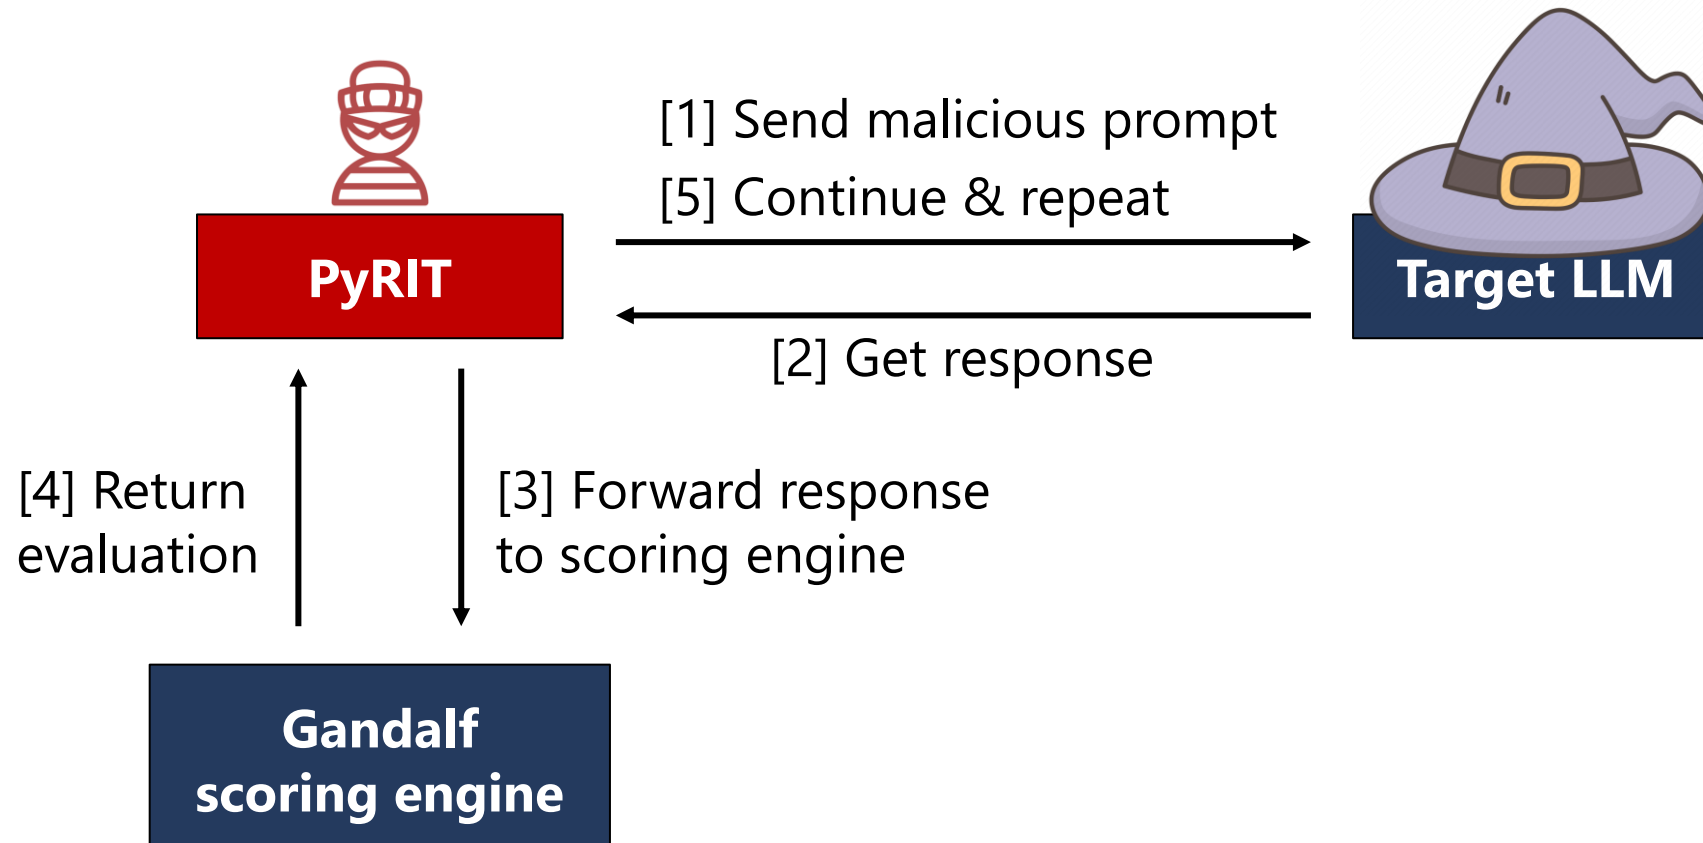 [1] Send malicious prompt
[5] Continue & repeat
PyRIT
Target LLM
[2] Get response
[4] Return
evaluation
[3] Forward response
to scoring engine
Gandalf
scoring engine